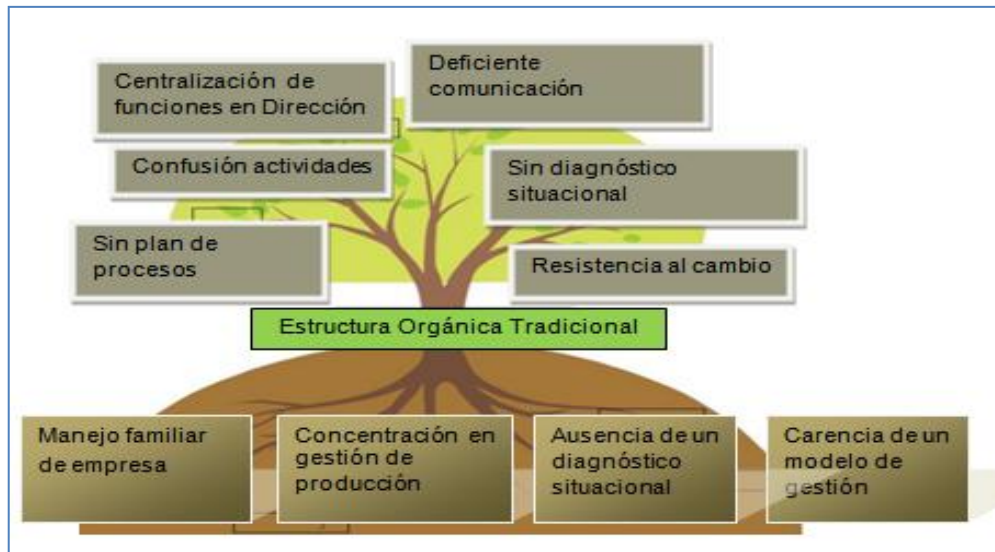 Centralización de
funciones en Dirección
Deficiente
comunicación
Confusión actividades
Sin diagnóstico
situacional
Sin plan de
procesos
Resistencia al cambio
Estructura Orgánica Tradicional
Manejo familiar
de empresa
Concentración en
gestión de
producción
Ausencia de un
diagnóstico
situacional
Carencia de un
modelo de
gestión